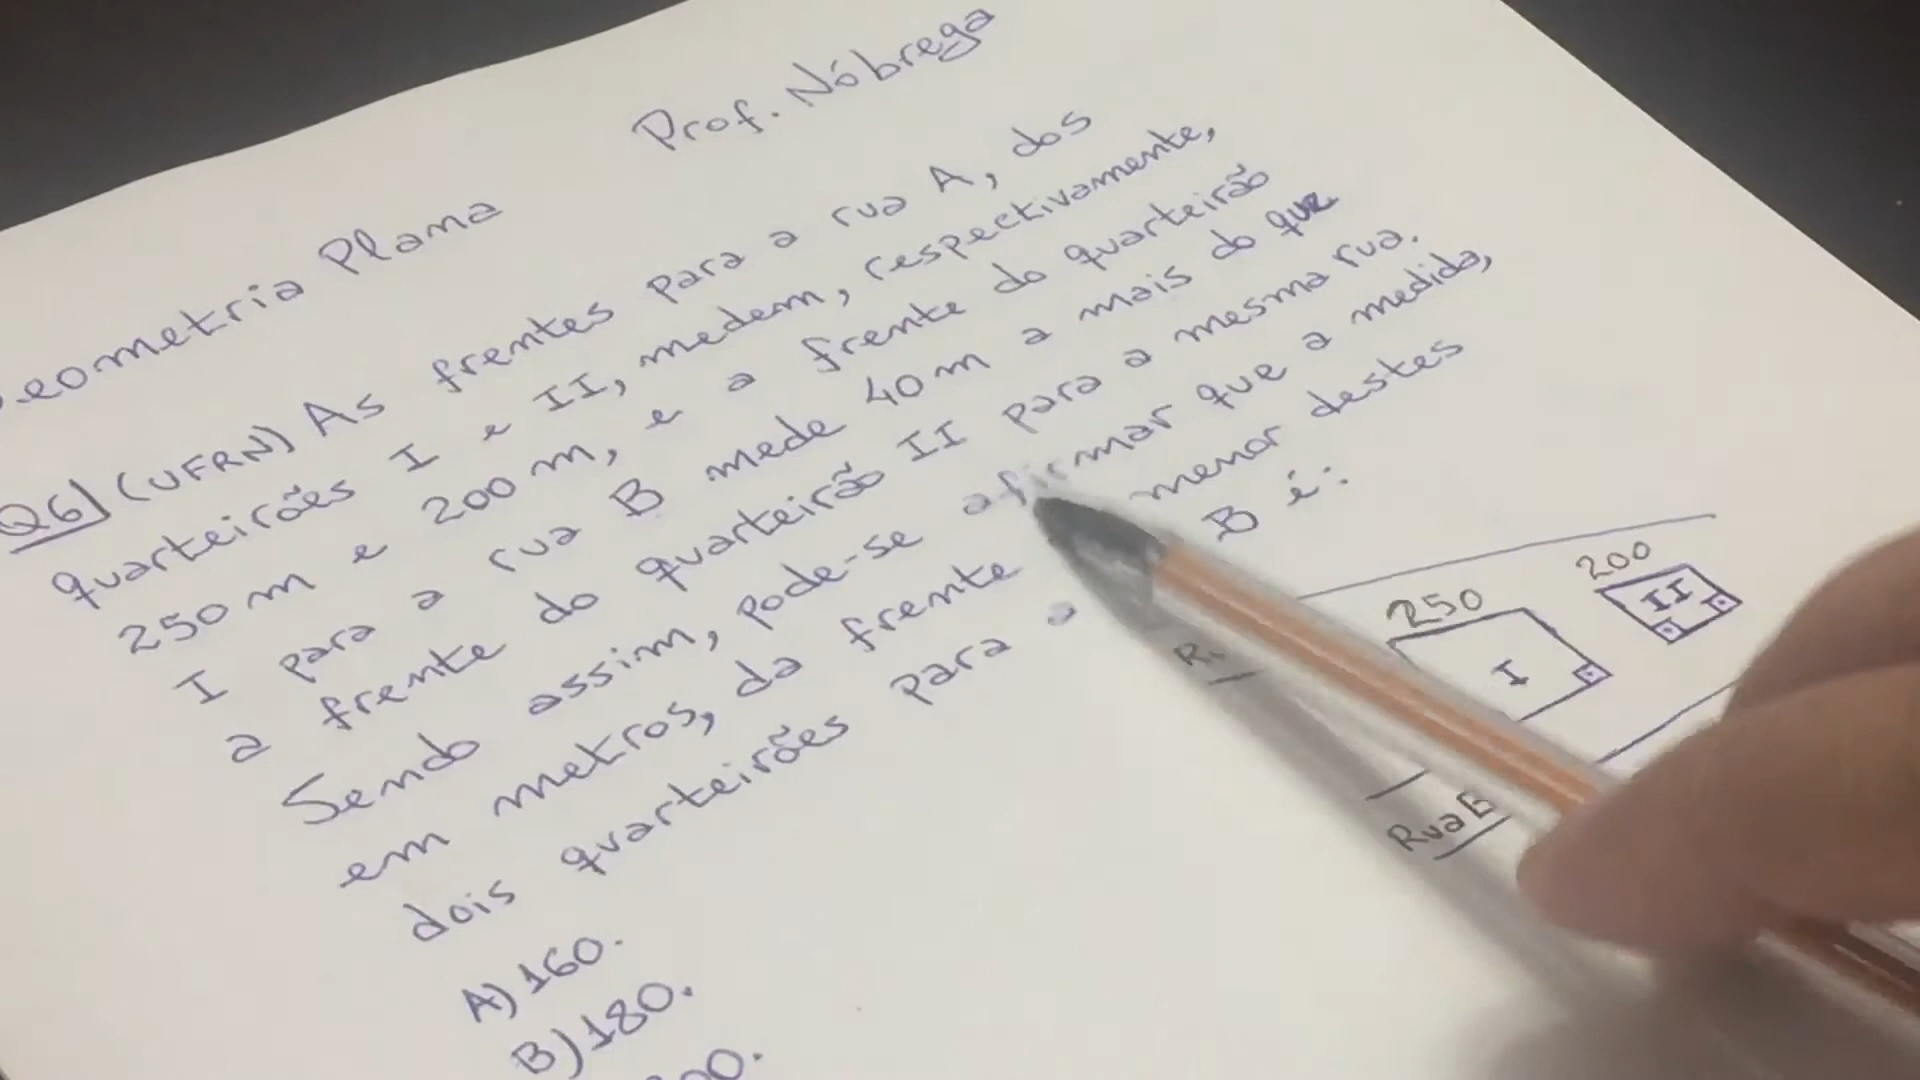 Geometria Plana
Prof. Nóbrega
Q6) (UFRN) As frentes para a rua A, dos
quarteirões I e II, medem, respectivamente,
250 m e 200 m, e a frente do quarteirão
I para a rua B mede 40 m a mais do que
a frente do quarteirão II para a mesma rua.
Sendo assim, pode-se afirmar que a medida,
em metros, da frente menor destes
dois quarteirões para a B é:
A) 160.
B) 180.
250
200
I
II